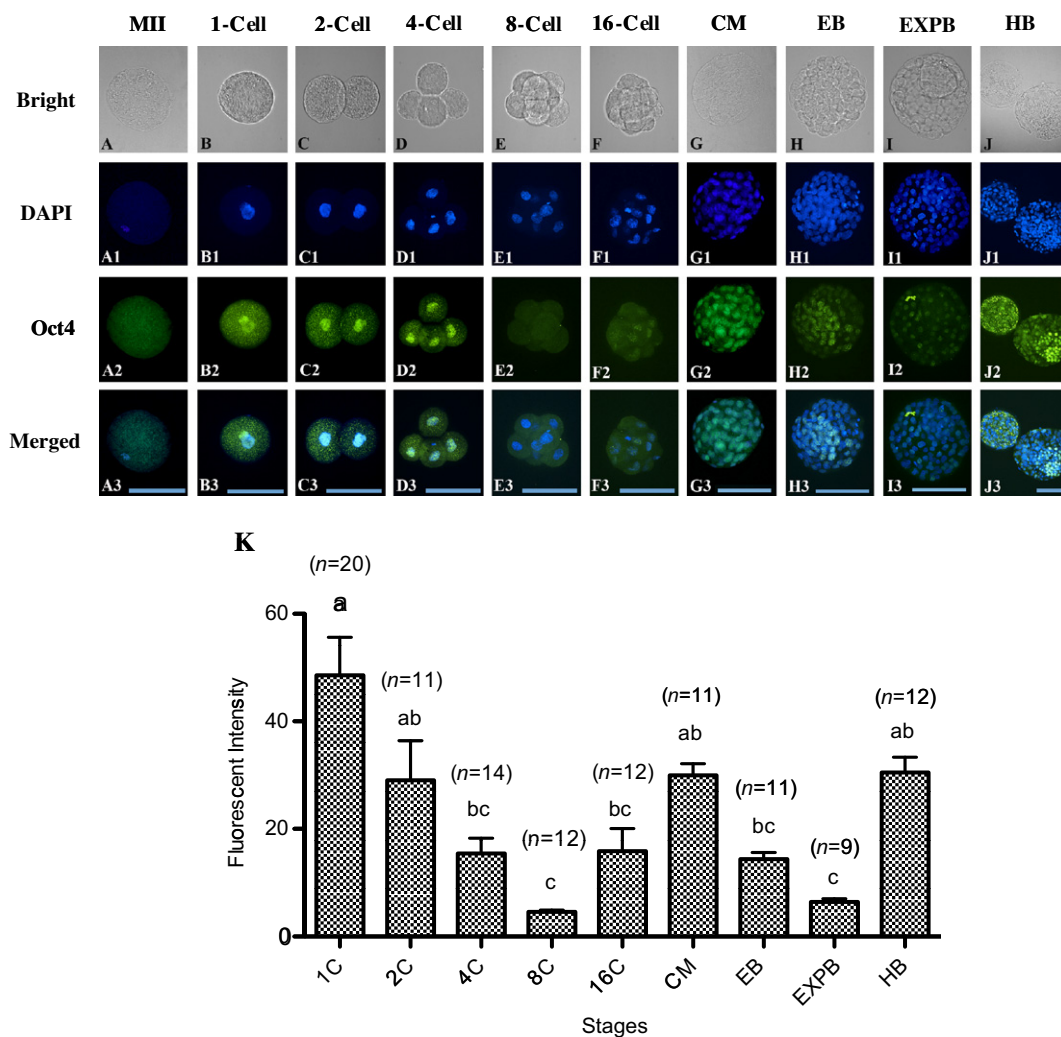 MII 1-Cell 2-Cell 4-Cell 8-Cell 16-Cell CM EB EXPB HB
Bright
A B C D E F G H I J
DAPI
A1 B1 C1 D1 E1 F1 G1 H1 I1 J1
Oct4
A2 B2 C2 D2 E2 F2 G2 H2 I2 J2
Merged
A3 B3 C3 D3 E3 F3 G3 H3 I3 J3
K
(n=20)
a
(n=11)
ab
(n=14)
bc
(n=12)
c
(n=12)
bc
(n=11)
ab
(n=11)
bc
(n=9)
c
(n=12)
ab
60
40
20
0
Fluorescent Intensity
1C 2C 4C 8C 16C CM EB EXPB HB
Stages